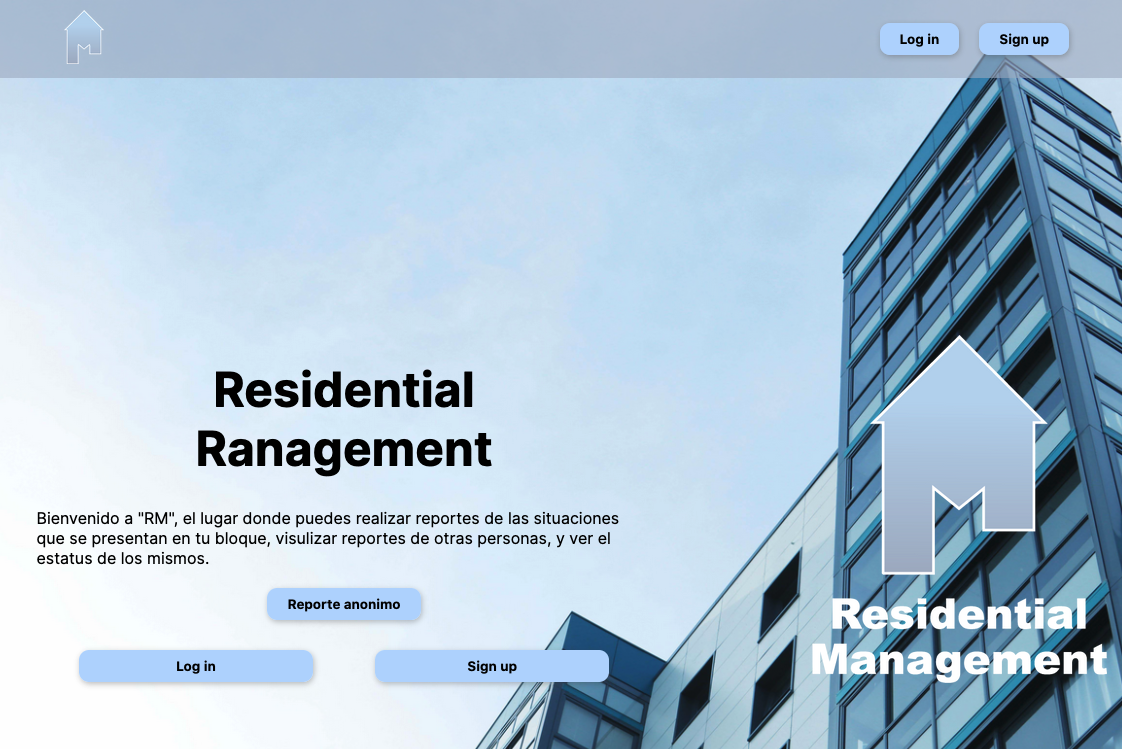 Log in
Sign up
Residential
Ranagement
Bienvenido a "RM", el lugar donde puedes realizar reportes de las situaciones
que se presentan en tu bloque, visulizar reportes de otras personas, y ver el
estatus de los mismos.
Reporte anonimo
Log in
Sign up
Residential
Management